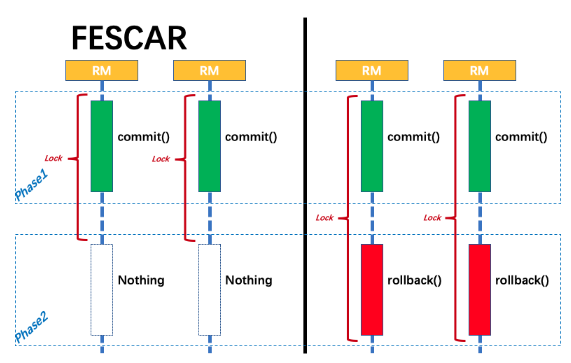 FESCAR
RM RM RM RM
commit() commit() commit() commit()
Lock Lock
Phase1
Lock Lock
Nothing Nothing rollback() rollback()
Phase2